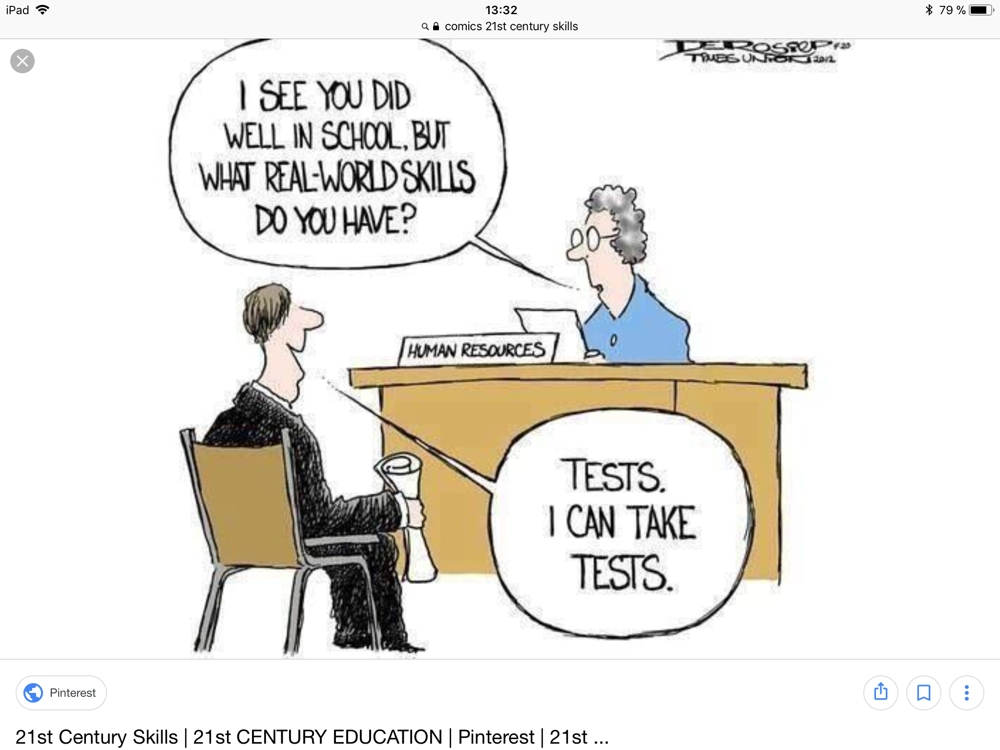 iPad
13:32
79 %
comics 21st century skills
TIMES UNION 2012
I SEE YOU DID
WELL IN SCHOOL, BUT
WHAT REAL-WORLD SKILLS
DO YOU HAVE?
HUMAN RESOURCES
TESTS.
I CAN TAKE
TESTS.
Pinterest
21st Century Skills | 21st CENTURY EDUCATION | Pinterest | 21st ...